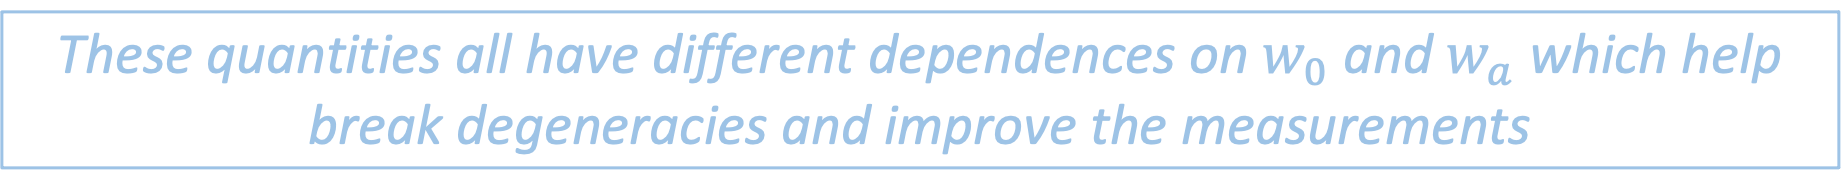 These quantities all have different dependences on w₀ and wₐ which help
break degeneracies and improve the measurements